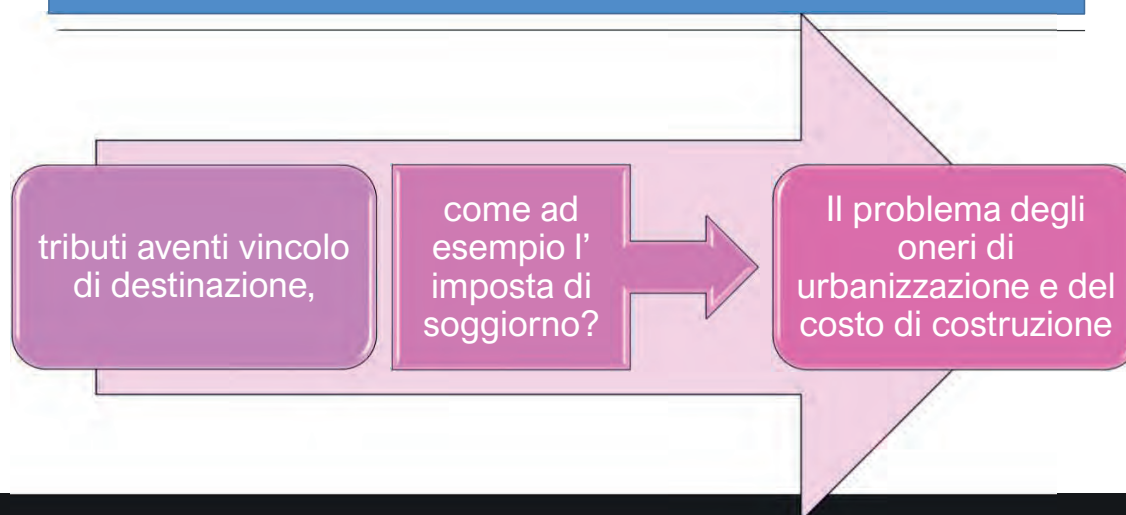 tributi aventi vincolo
di destinazione,
come ad
esempio l’
imposta di
soggiorno?
Il problema degli
oneri di
urbanizzazione e del
costo di costruzione